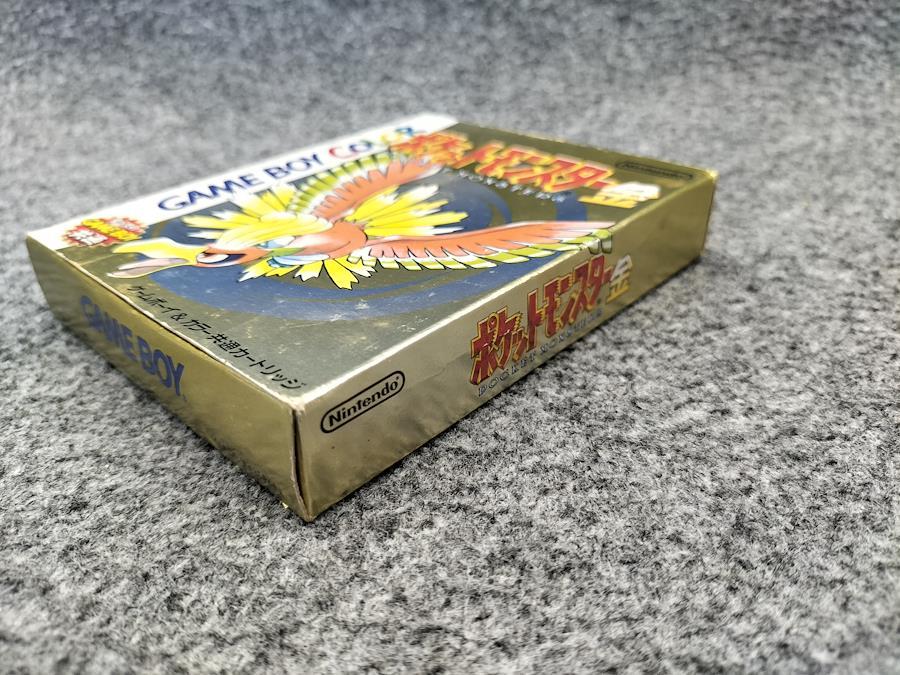 GAME BOY COLOR
ポケットモンスター金
Nintendo
ゲームボーイ&カラー共通カートリッジ
GAME BOY
Nintendo
ポケットモンスター金
POCKET MONSTERS